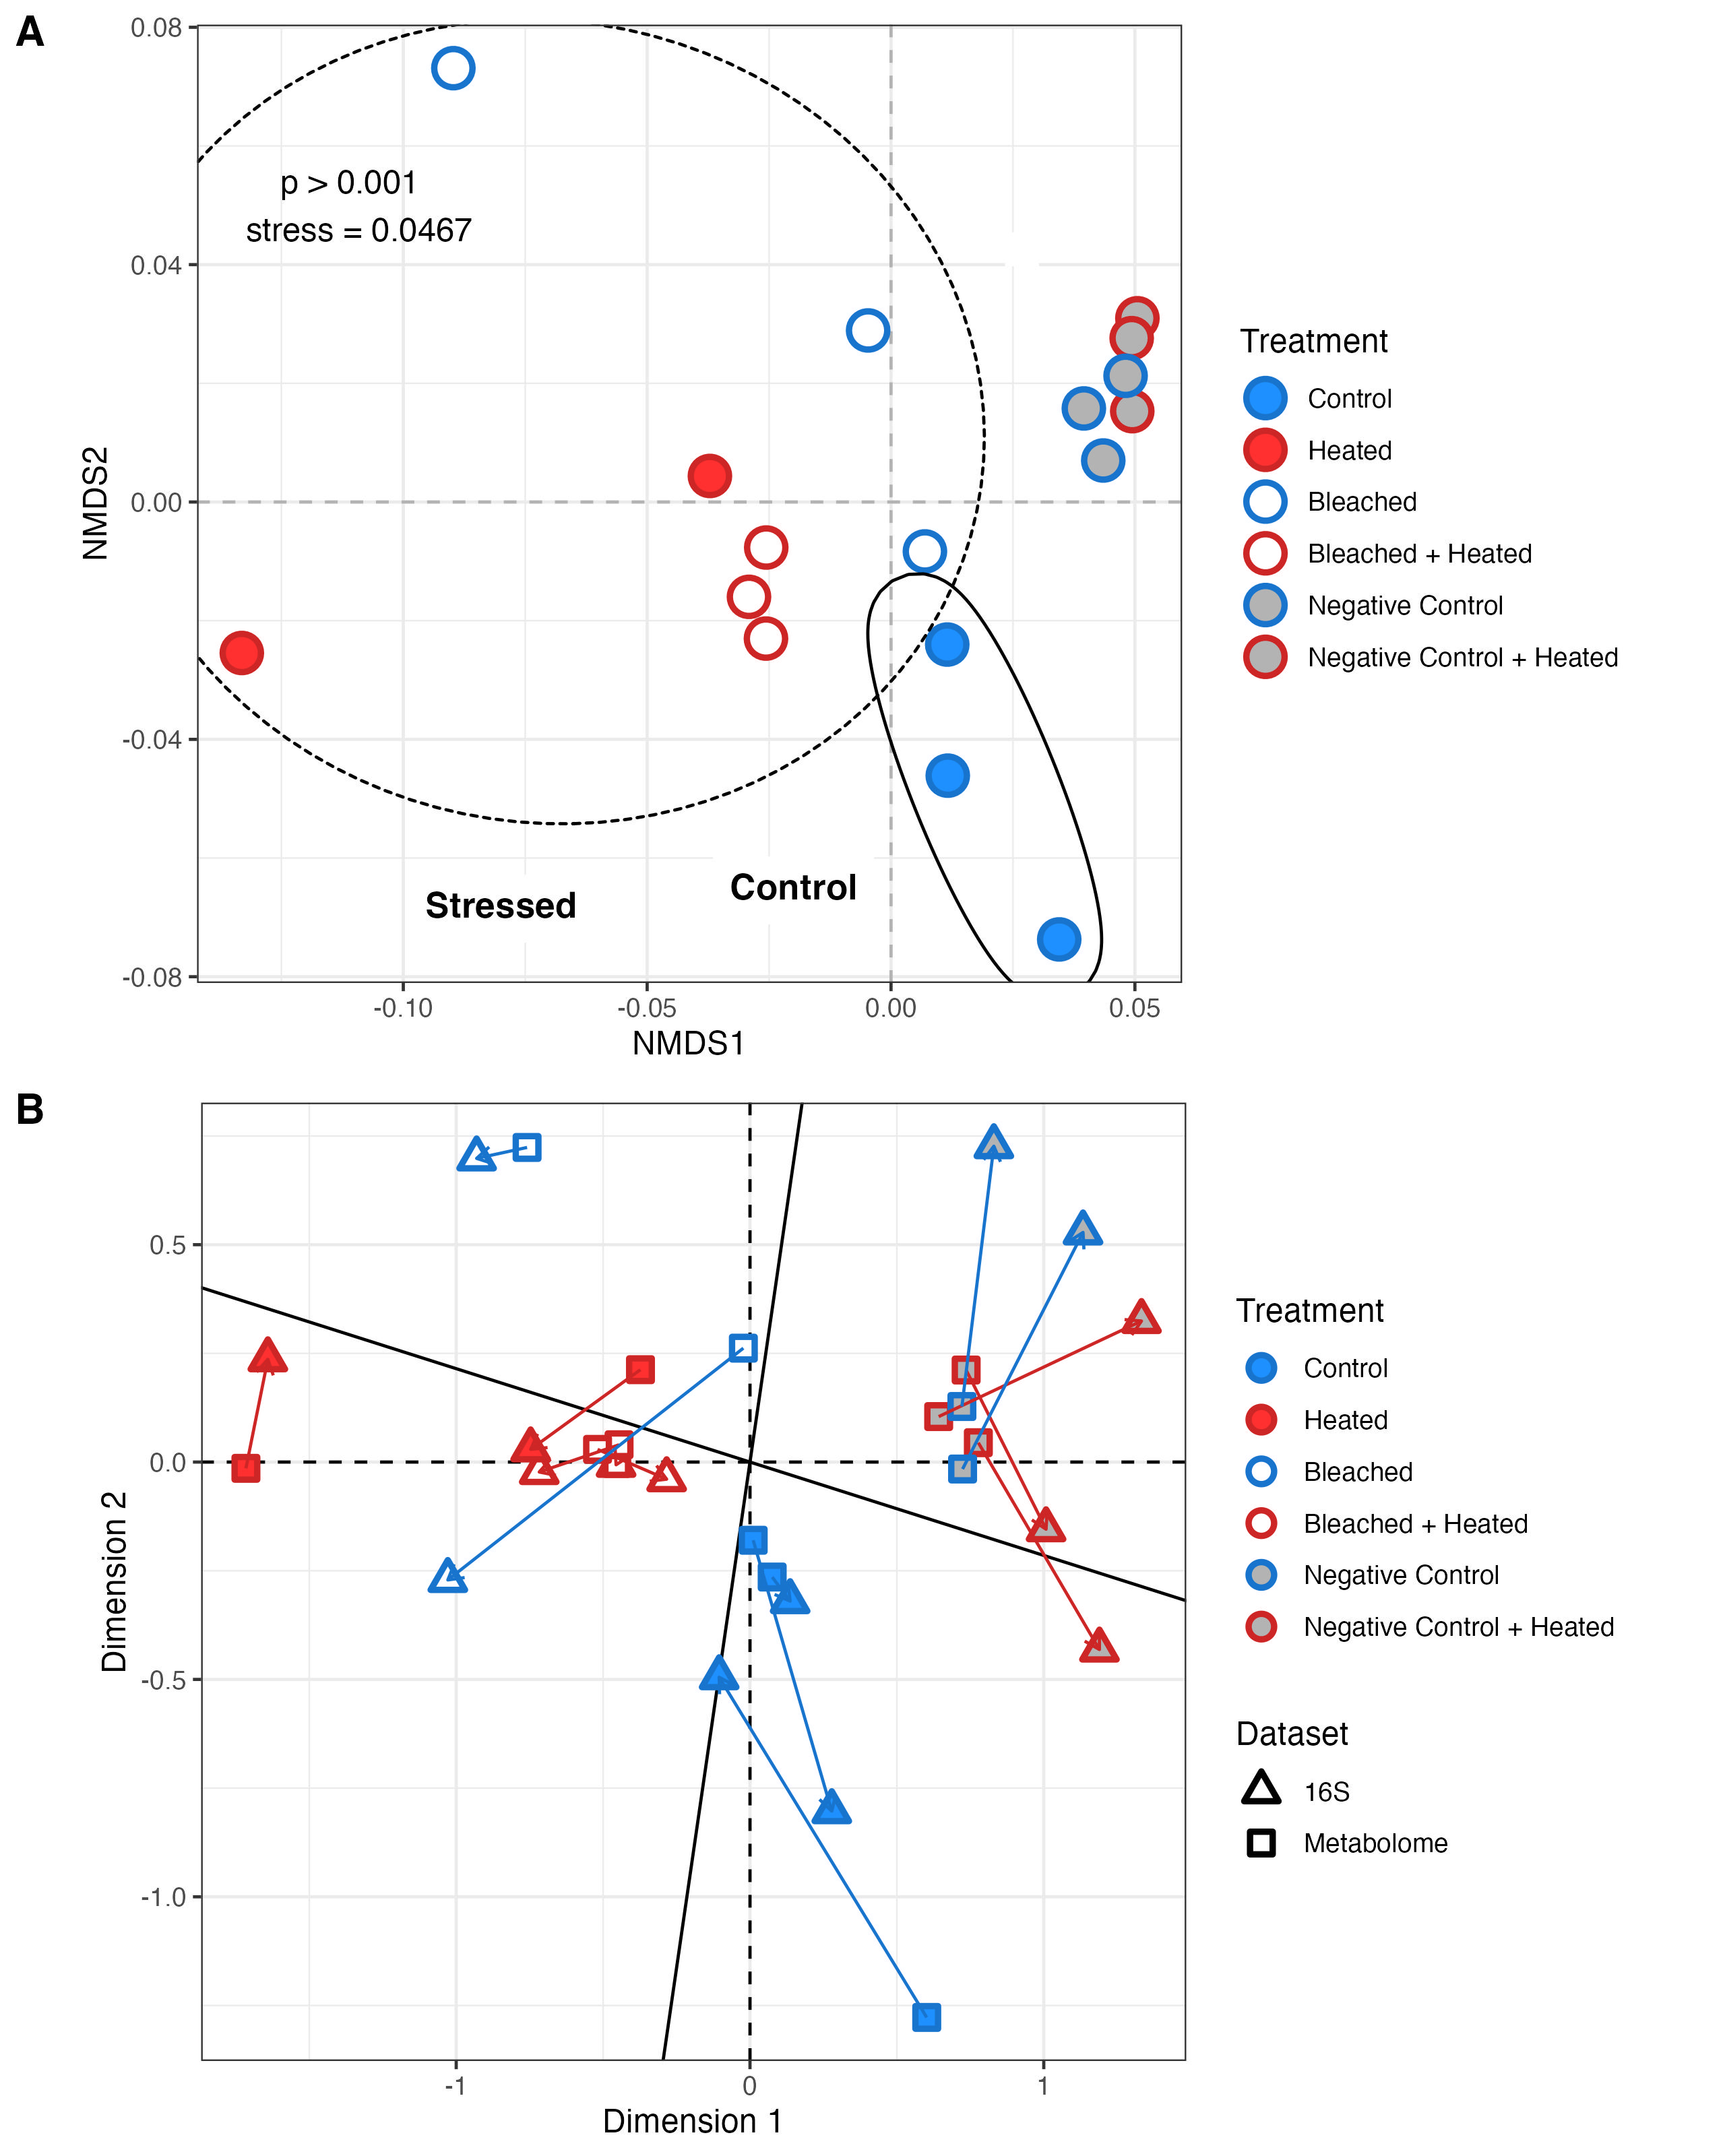 A
0.08
0.04
0.00
-0.04
-0.08
NMDS2
p > 0.001
stress = 0.0467
Stressed
Control
-0.10
-0.05
0.00
0.05
NMDS1
Treatment
Control
Heated
Bleached
Bleached + Heated
Negative Control
Negative Control + Heated
B
0.5
0.0
-0.5
-1.0
Dimension 2
-1
0
1
Dimension 1
Treatment
Control
Heated
Bleached
Bleached + Heated
Negative Control
Negative Control + Heated
Dataset
16S
Metabolome